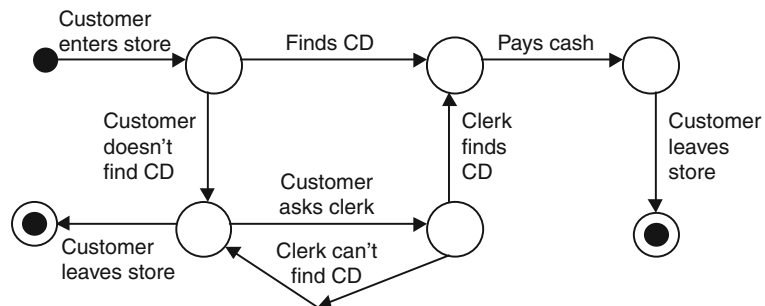 Customer
enters store
Finds CD
Pays cash
Customer
doesn't
find CD
Clerk
finds
CD
Customer
leaves
store
Customer
asks clerk
Customer
leaves store
Clerk can't
find CD